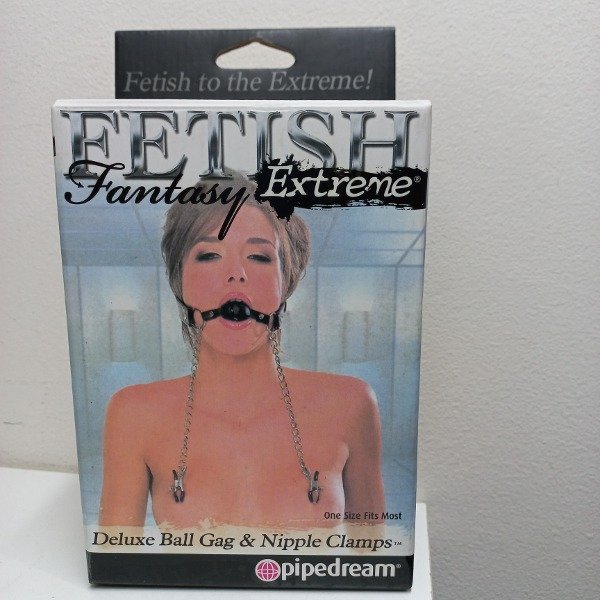 Fetish to the Extreme!
FETISH
Fantasy Extreme®
One Size Fits Most
Deluxe Ball Gag & Nipple Clamps™
pipedream®